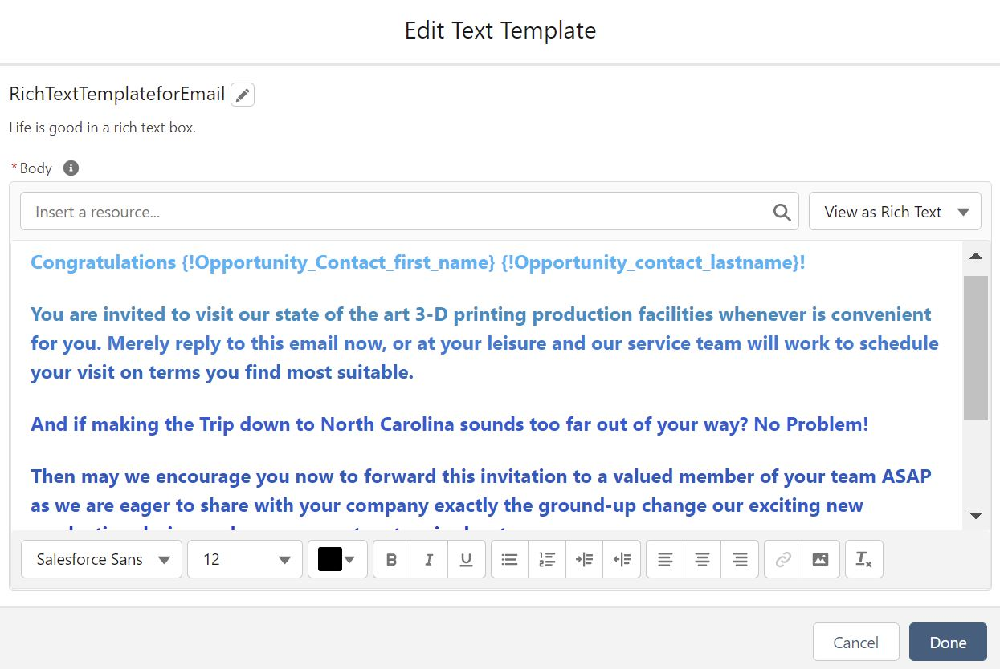 Edit Text Template
RichTextTemplateforEmail
Life is good in a rich text box.
*Body
Insert a resource...
View as Rich Text
Congratulations {!Opportunity_Contact_first_name} {!Opportunity_contact_lastname}!
You are invited to visit our state of the art 3-D printing production facilities whenever is convenient
for you. Merely reply to this email now, or at your leisure and our service team will work to schedule
your visit on terms you find most suitable.
And if making the Trip down to North Carolina sounds too far out of your way? No Problem!
Then may we encourage you now to forward this invitation to a valued member of your team ASAP
as we are eager to share with your company exactly the ground-up change our exciting new
Salesforce Sans
12
B I U
Cancel
Done